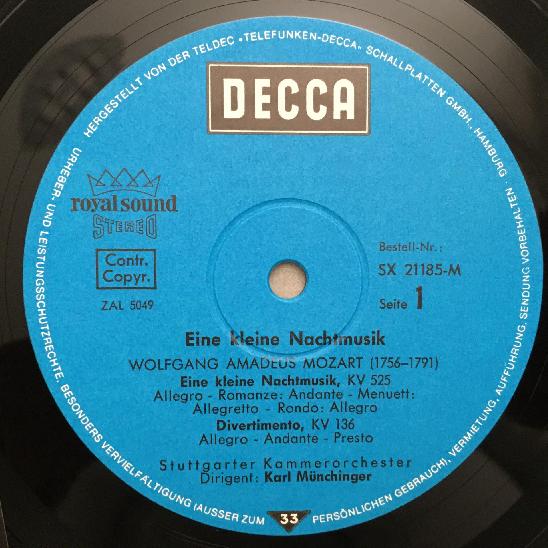 HERGESTELLT VON DER TELDEC »TELEFUNKEN-DECCA« SCHALLPLATTEN GMBH., HAMBURG
URHEBER- UND LEISTUNGSSCHUTZRECHTE, BESONDERS VERVIELFÄLTIGUNG (AUSSER ZUM PERSÖNLICHEN GEBRAUCH), VERMIETUNG, AUFFÜHRUNG, SENDUNG VORBEHALTEN
DECCA
royal sound
STEREO
Contr.
Copyr.
ZAL 5049
Bestell-Nr.:
SX 21185-M
Seite 1
Eine kleine Nachtmusik
WOLFGANG AMADEUS MOZART (1756–1791)
Eine kleine Nachtmusik, KV 525
Allegro - Romanze: Andante - Menuett:
Allegretto - Rondo: Allegro
Divertimento, KV 136
Allegro - Andante - Presto
Stuttgarter Kammerorchester
Dirigent: Karl Münchinger
33